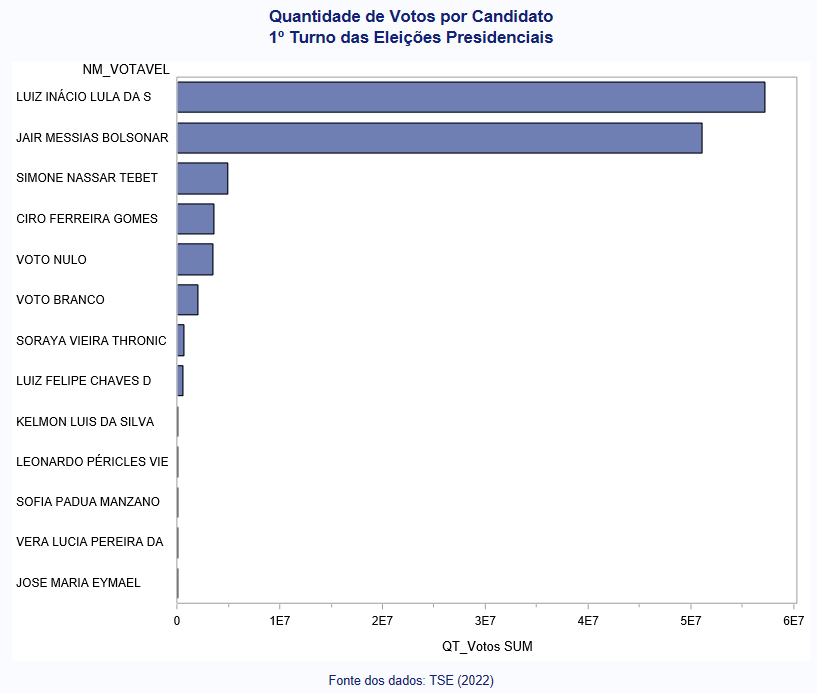 Quantidade de Votos por Candidato
1º Turno das Eleições Presidenciais
NM_VOTAVEL
LUIZ INÁCIO LULA DA S
JAIR MESSIAS BOLSONAR
SIMONE NASSAR TEBET
CIRO FERREIRA GOMES
VOTO NULO
VOTO BRANCO
SORAYA VIEIRA THRONIC
LUIZ FELIPE CHAVES D
KELMON LUIS DA SILVA
LEONARDO PÉRICLES VIE
SOFIA PADUA MANZANO
VERA LUCIA PEREIRA DA
JOSE MARIA EYMAEL
0 1E7 2E7 3E7 4E7 5E7 6E7
QT_Votos SUM
Fonte dos dados: TSE (2022)